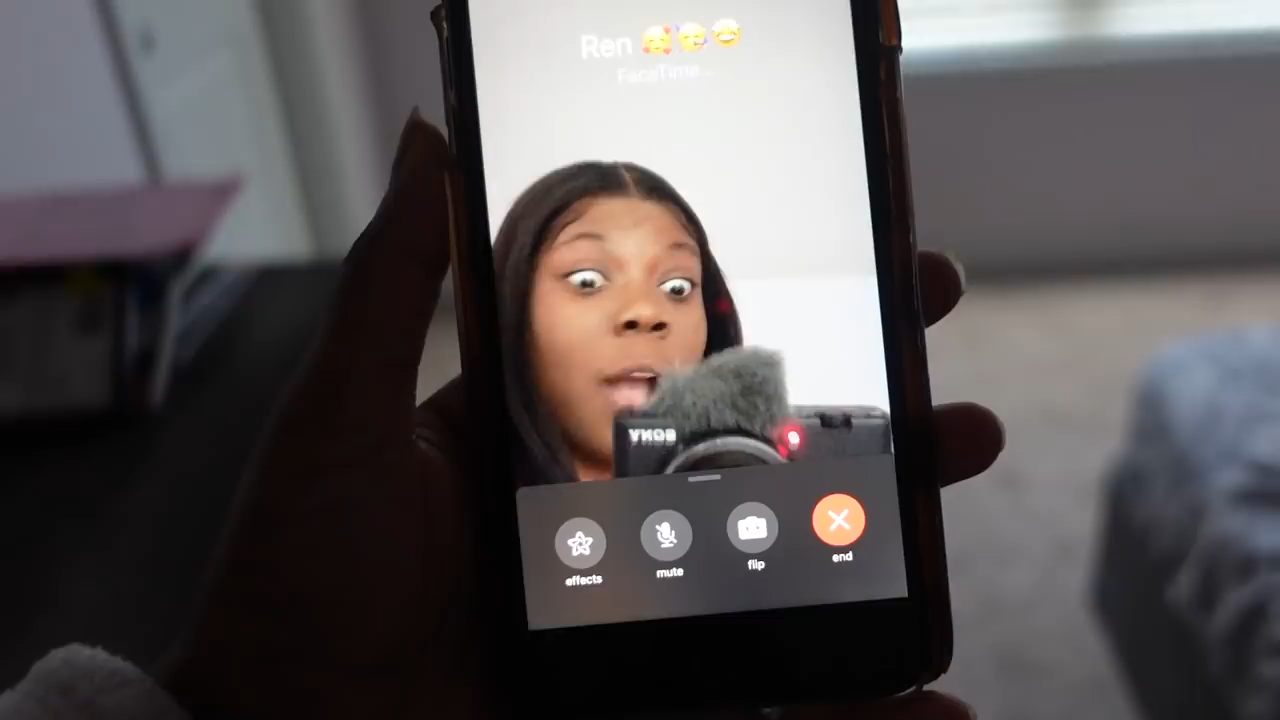 Ren 🥰🥳🤩
FaceTime...
SONY
effects
mute
flip
end